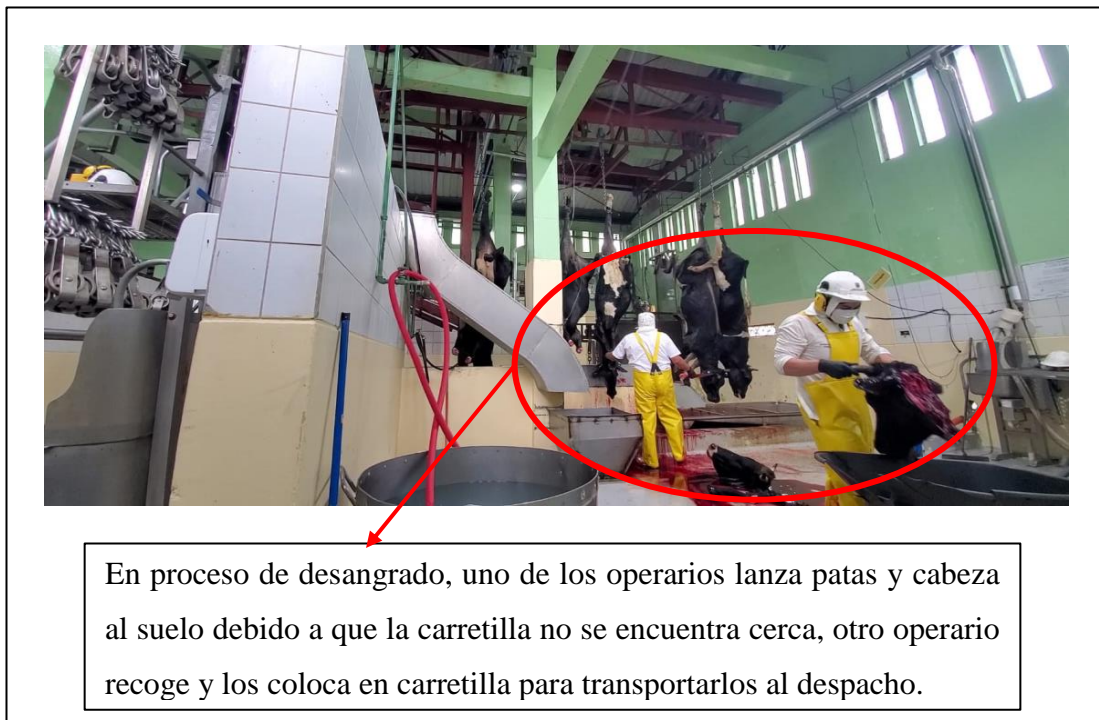 En proceso de desangrado, uno de los operarios lanza patas y cabeza
al suelo debido a que la carretilla no se encuentra cerca, otro operario
recoge y los coloca en carretilla para transportarlos al despacho.